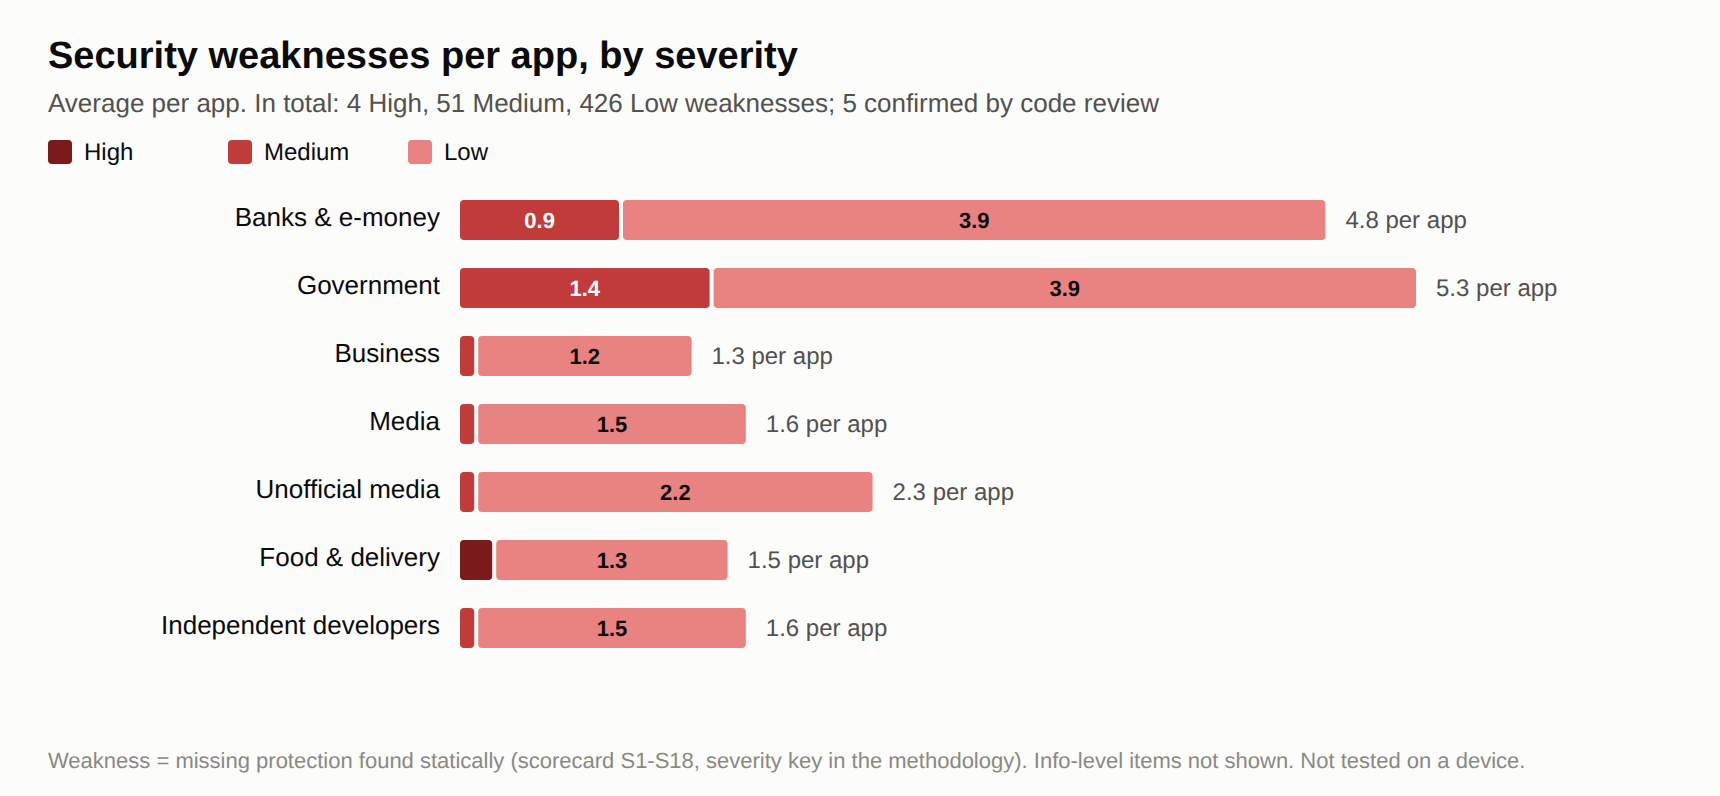 Security weaknesses per app, by severity
Average per app. In total: 4 High, 51 Medium, 426 Low weaknesses; 5 confirmed by code review
High Medium Low
Banks & e-money 0.9 3.9 4.8 per app
Government 1.4 3.9 5.3 per app
Business 1.2 1.3 per app
Media 1.5 1.6 per app
Unofficial media 2.2 2.3 per app
Food & delivery 1.3 1.5 per app
Independent developers 1.5 1.6 per app
Weakness = missing protection found statically (scorecard S1-S18, severity key in the methodology). Info-level items not shown. Not tested on a device.